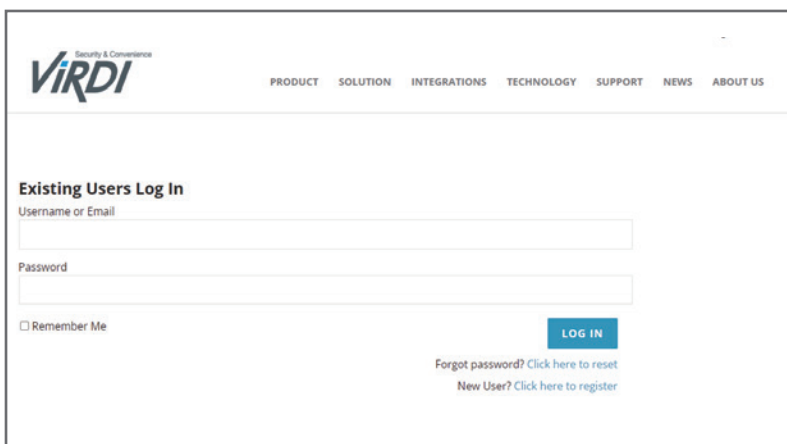 Security & Convenience
ViRDI
PRODUCT SOLUTION INTEGRATIONS TECHNOLOGY SUPPORT NEWS ABOUT US
Existing Users Log In
Username or Email
Password
Remember Me
LOG IN
Forgot password? Click here to reset
New User? Click here to register